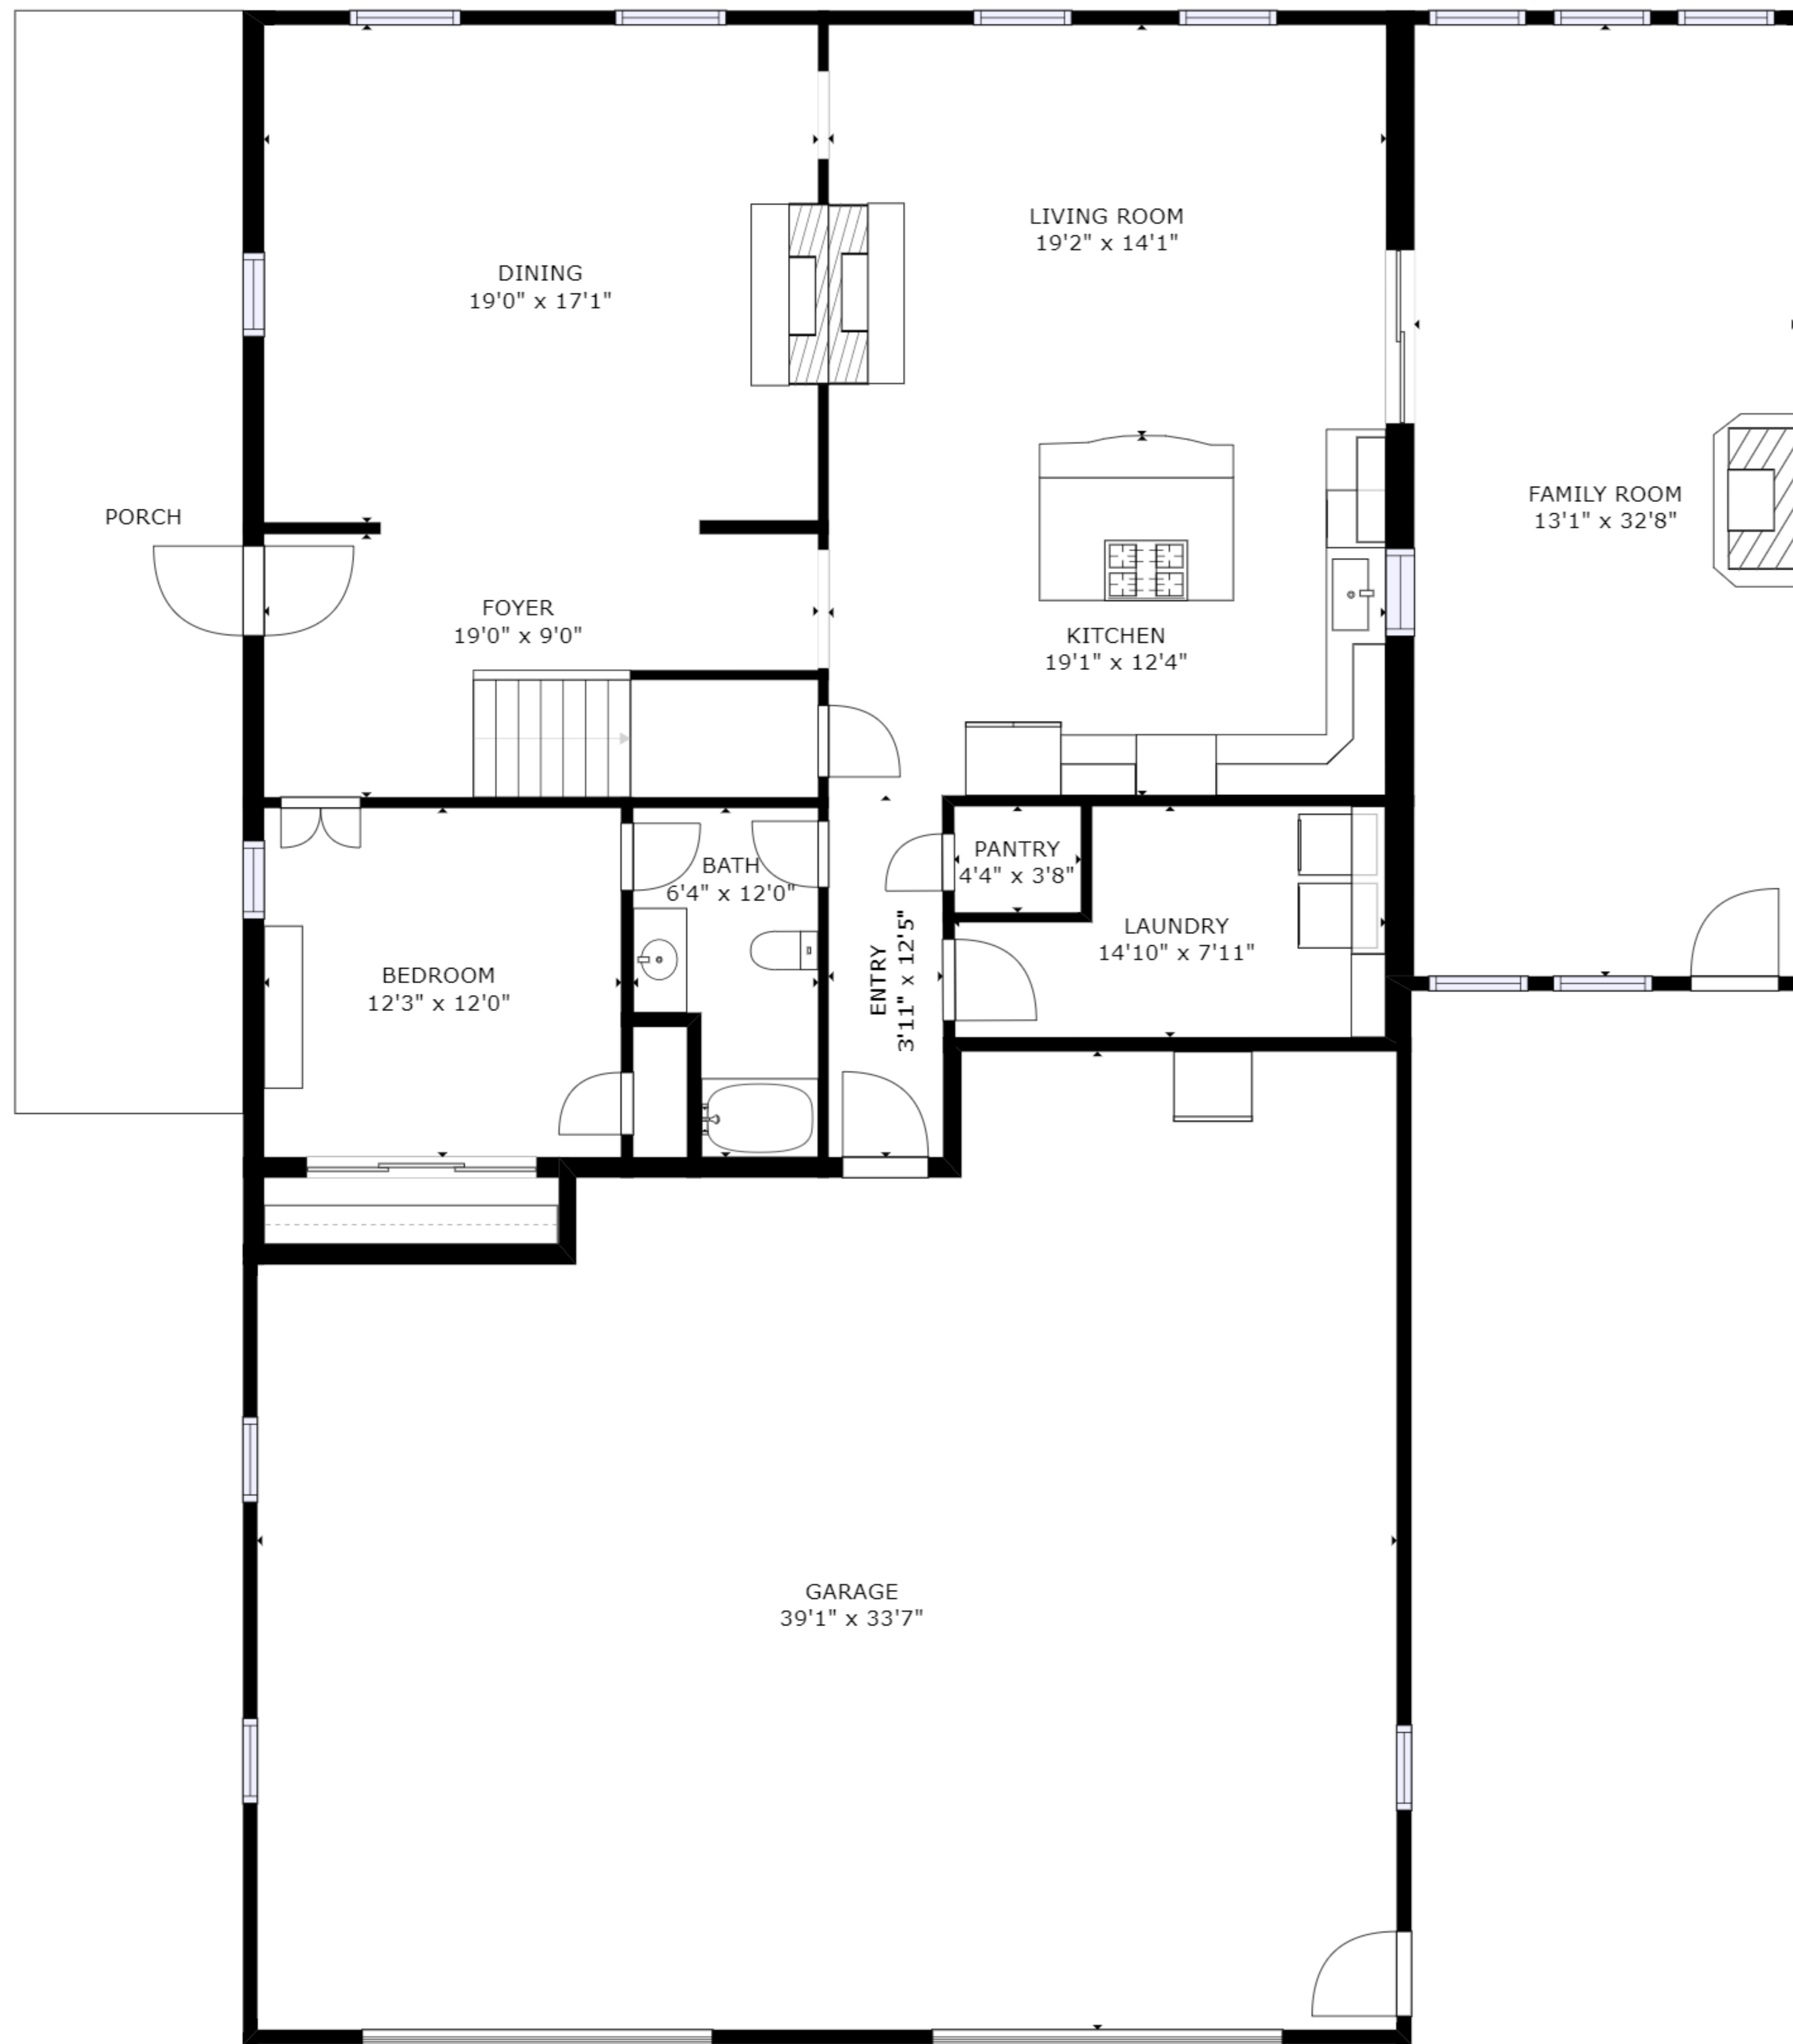 LIVING ROOM
19'2" x 14'1"
DINING
19'0" x 17'1"
FAMILY ROOM
13'1" x 32'8"
PORCH
FOYER
19'0" x 9'0"
KITCHEN
19'1" x 12'4"
PANTRY
4'4" x 3'8"
BATH
6'4" x 12'0"
LAUNDRY
14'10" x 7'11"
ENTRY
3'11" x 12'5"
BEDROOM
12'3" x 12'0"
GARAGE
39'1" x 33'7"